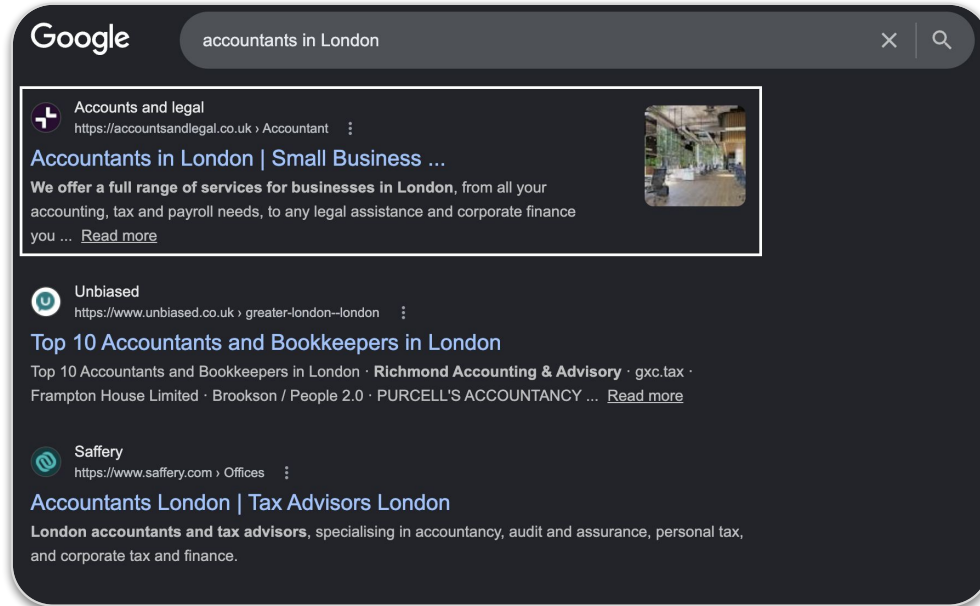 Google
accountants in London
Accounts and legal
https://accountsandlegal.co.uk › Accountant
Accountants in London | Small Business ...
We offer a full range of services for businesses in London, from all your
accounting, tax and payroll needs, to any legal assistance and corporate finance
you ... Read more
Unbiased
https://www.unbiased.co.uk › greater-london--london
Top 10 Accountants and Bookkeepers in London
Top 10 Accountants and Bookkeepers in London · Richmond Accounting & Advisory · gxc.tax ·
Frampton House Limited · Brookson / People 2.0 · PURCELL'S ACCOUNTANCY ... Read more
Saffery
https://www.saffery.com › Offices
Accountants London | Tax Advisors London
London accountants and tax advisors, specialising in accountancy, audit and assurance, personal tax,
and corporate tax and finance.